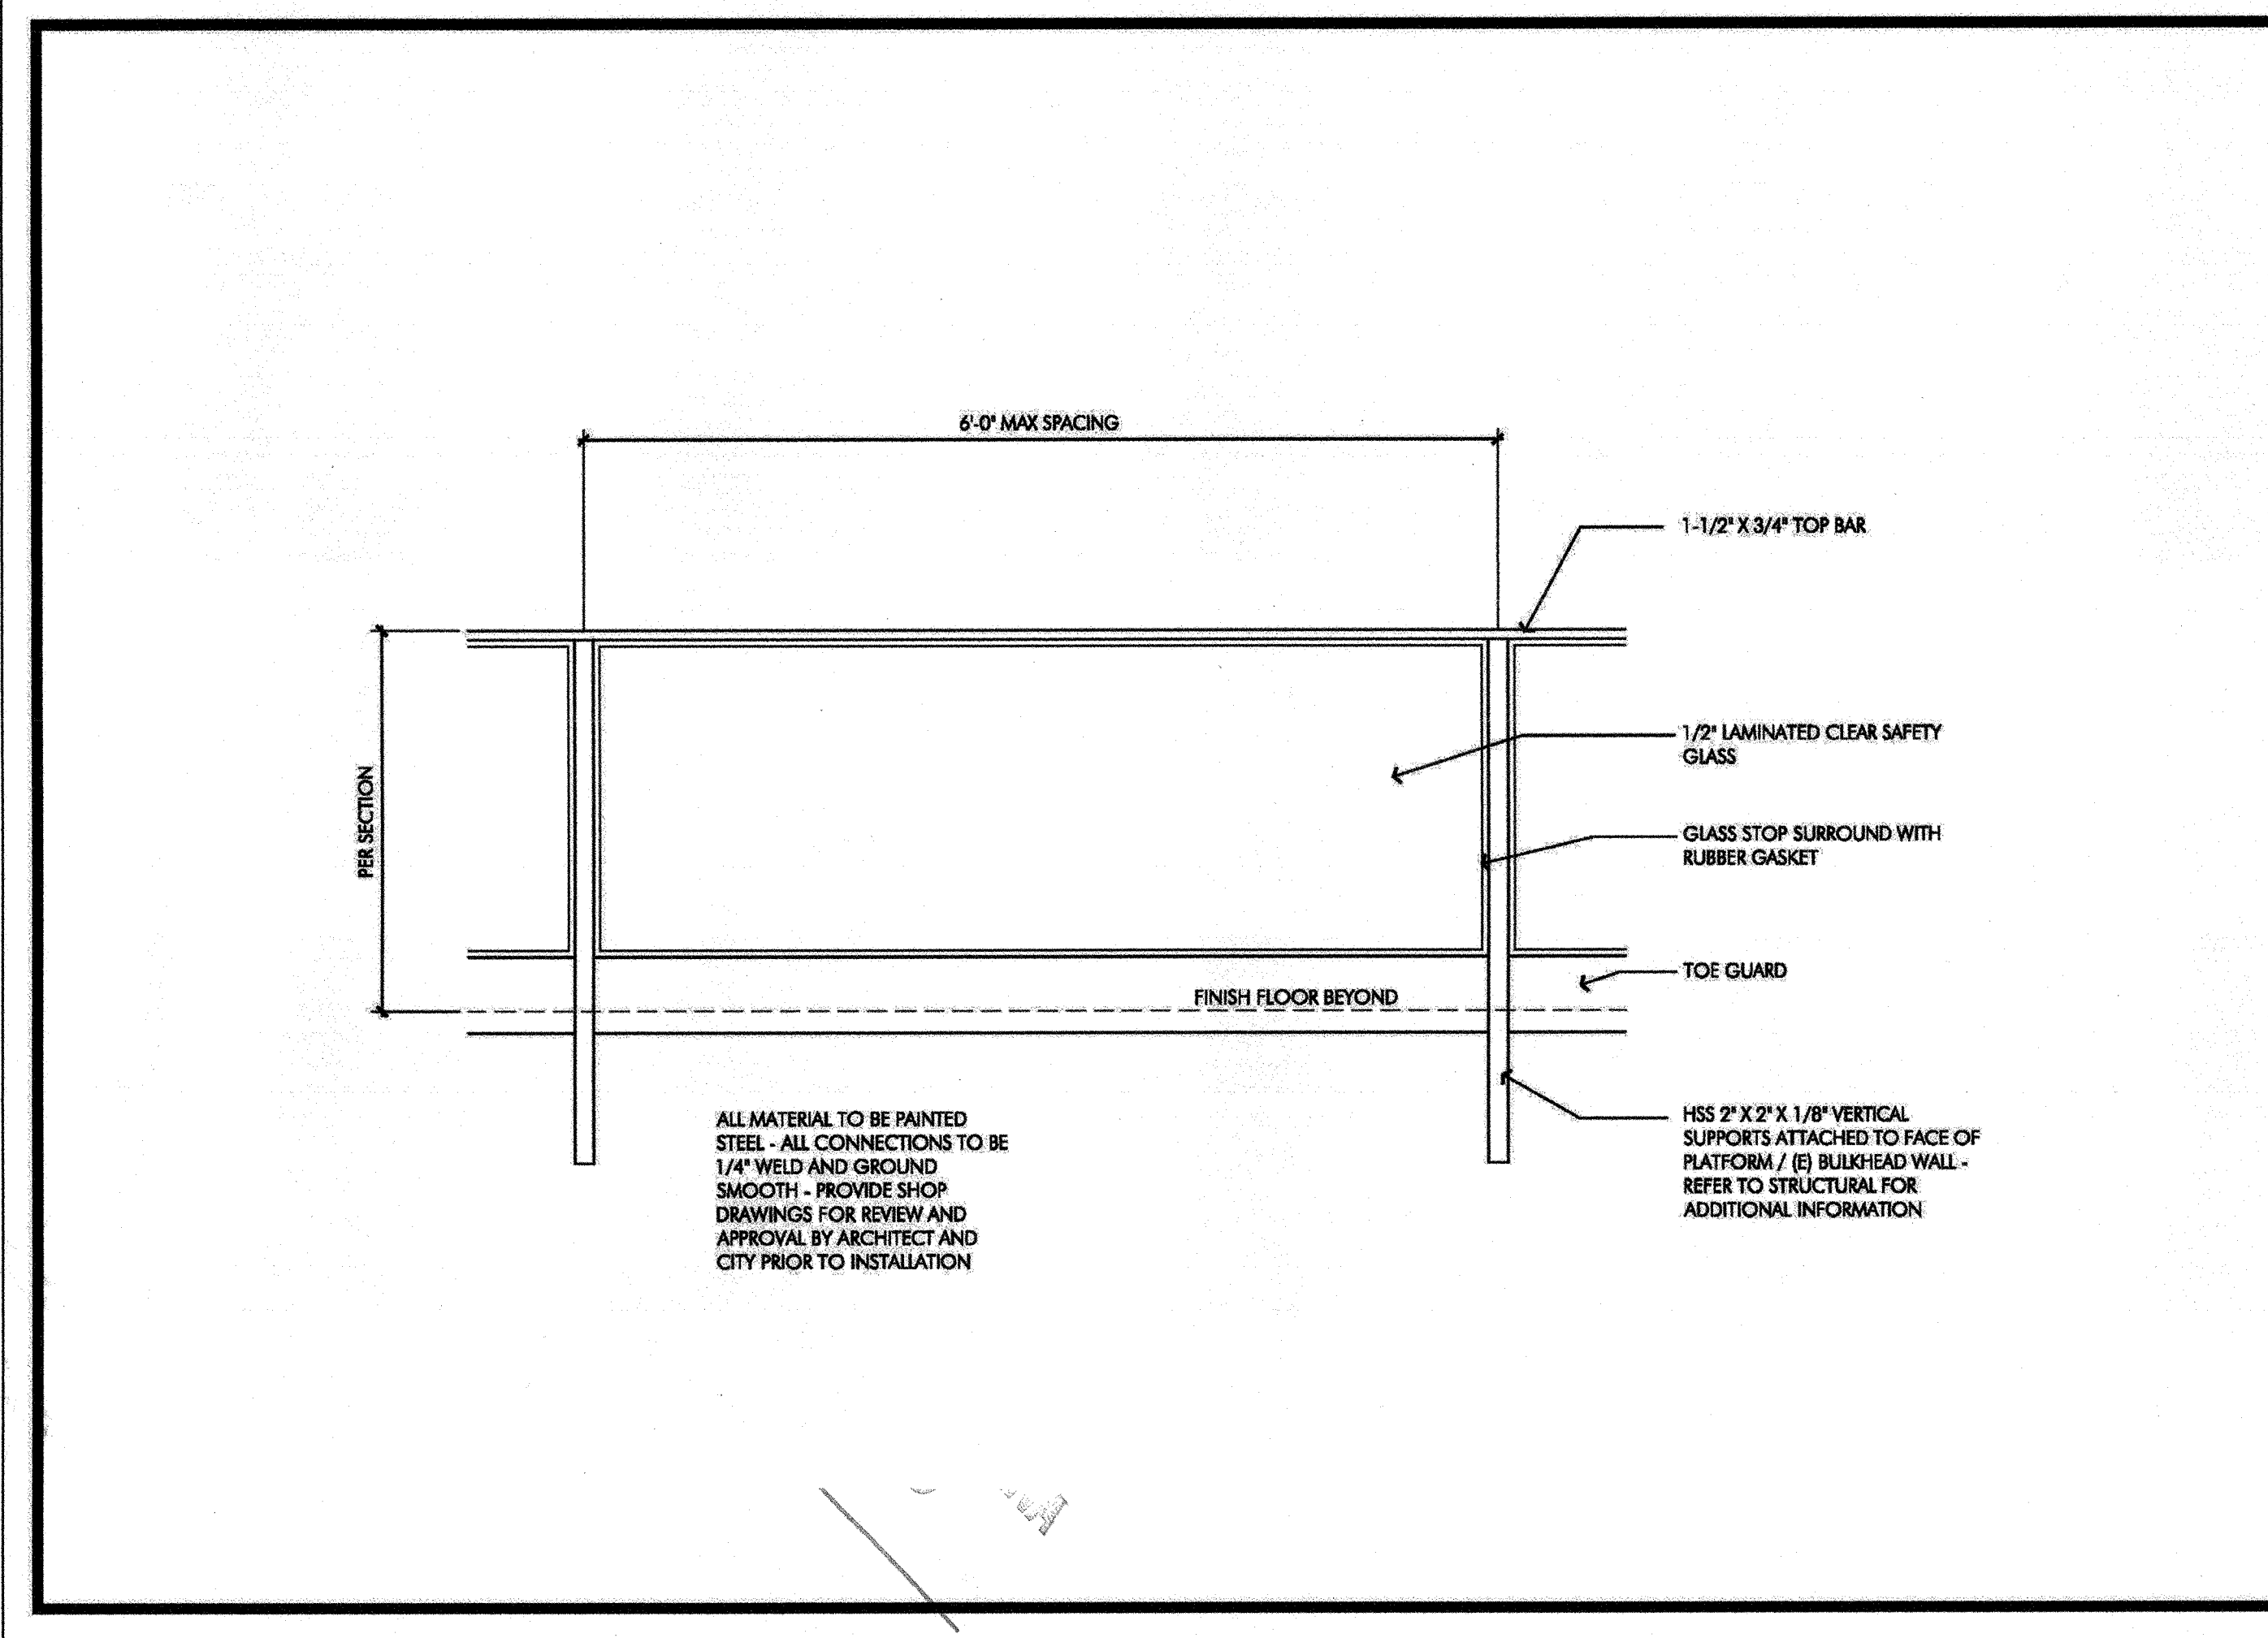 6'-0" MAX SPACING
1-1/2" X 3/4" TOP BAR
1/2" LAMINATED CLEAR SAFETY
GLASS
PER SECTION
GLASS STOP SURROUND WITH
RUBBER GASKET
TOE GUARD
FINISH FLOOR BEYOND
ALL MATERIAL TO BE PAINTED
STEEL - ALL CONNECTIONS TO BE
1/4" WELD AND GROUND
SMOOTH - PROVIDE SHOP
DRAWINGS FOR REVIEW AND
APPROVAL BY ARCHITECT AND
CITY PRIOR TO INSTALLATION
HSS 2" X 2" X 1/8" VERTICAL
SUPPORTS ATTACHED TO FACE OF
PLATFORM / (E) BULKHEAD WALL -
REFER TO STRUCTURAL FOR
ADDITIONAL INFORMATION